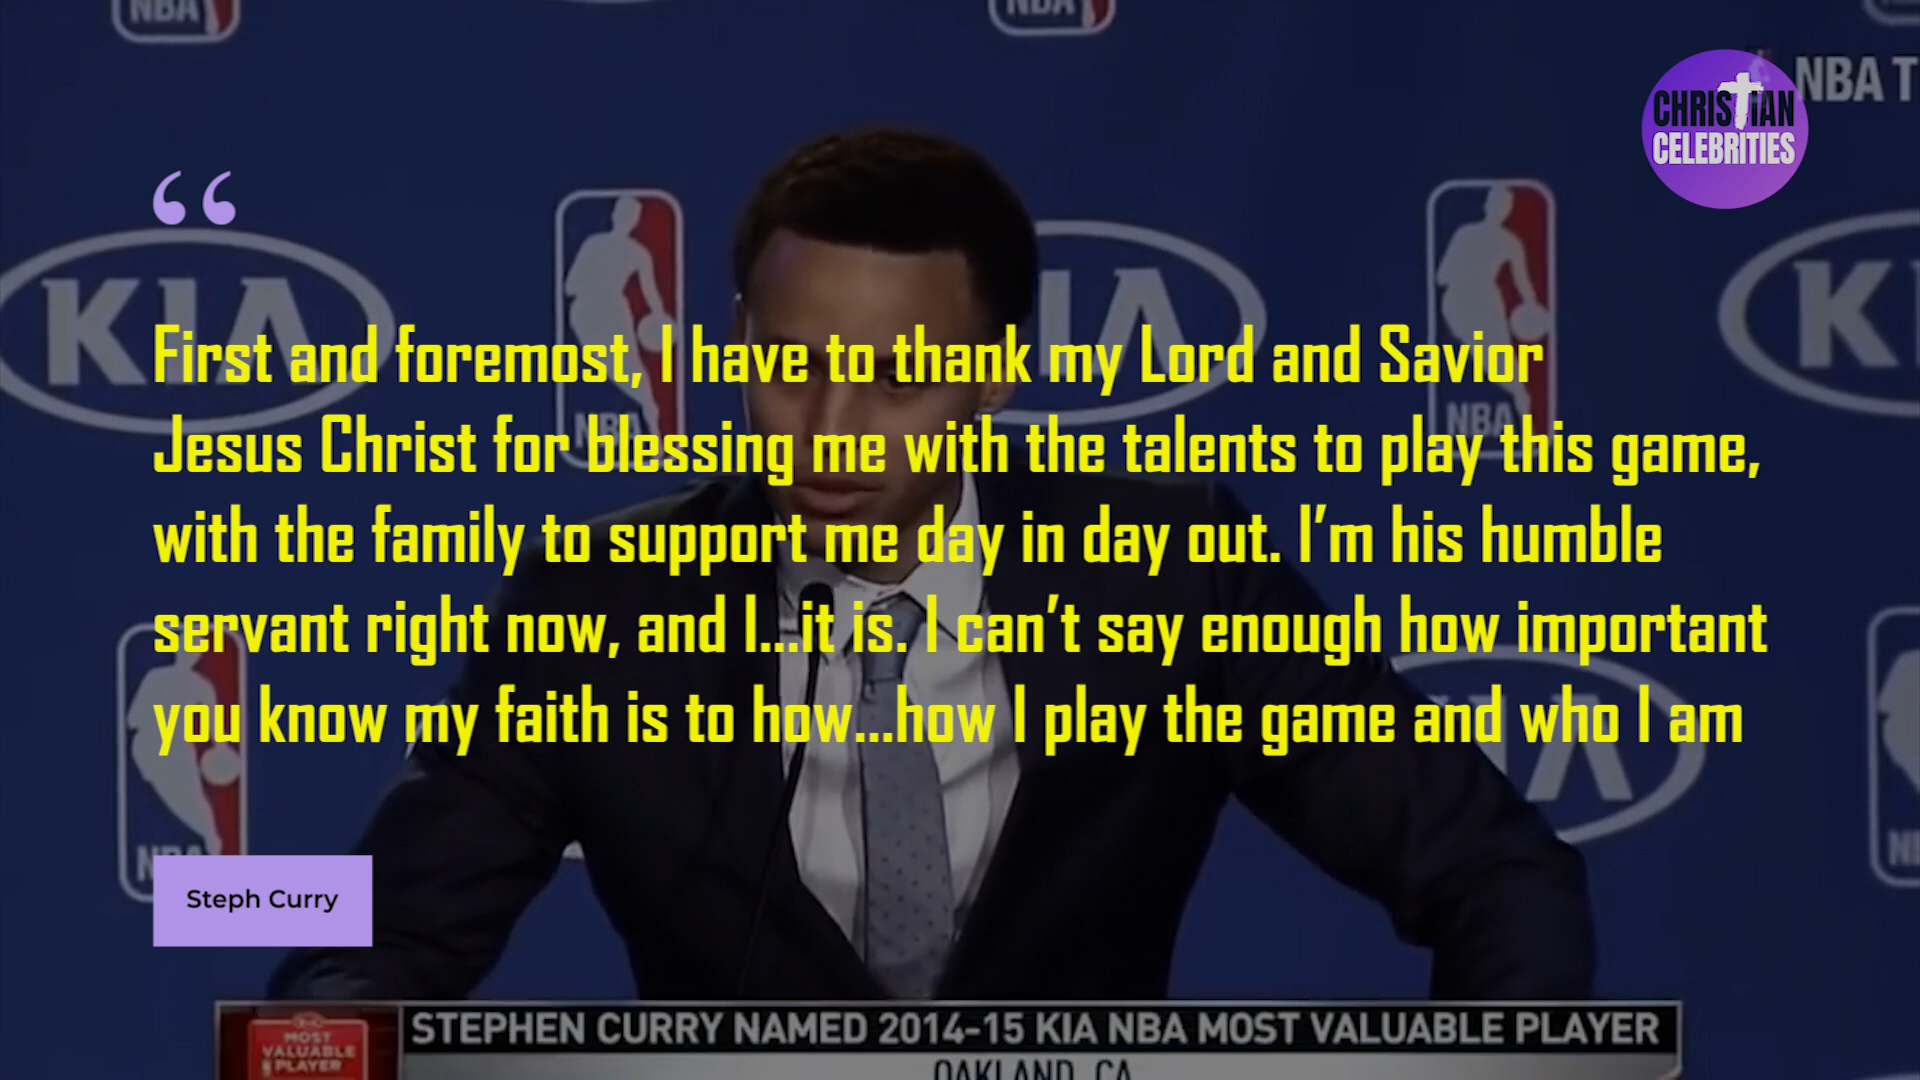 NBA
NBA
NBA T
CHRISTIAN
CELEBRITIES
“
KIA
KIA
First and foremost, I have to thank my Lord and Savior
NBA
NBA
Jesus Christ for blessing me with the talents to play this game,
with the family to support me day in day out. I’m his humble
servant right now, and I...it is. I can’t say enough how important
you know my faith is to how...how I play the game and who I am
NBA
Steph Curry
MOST
VALUABLE
PLAYER
STEPHEN CURRY NAMED 2014-15 KIA NBA MOST VALUABLE PLAYER
OAKLAND, CA